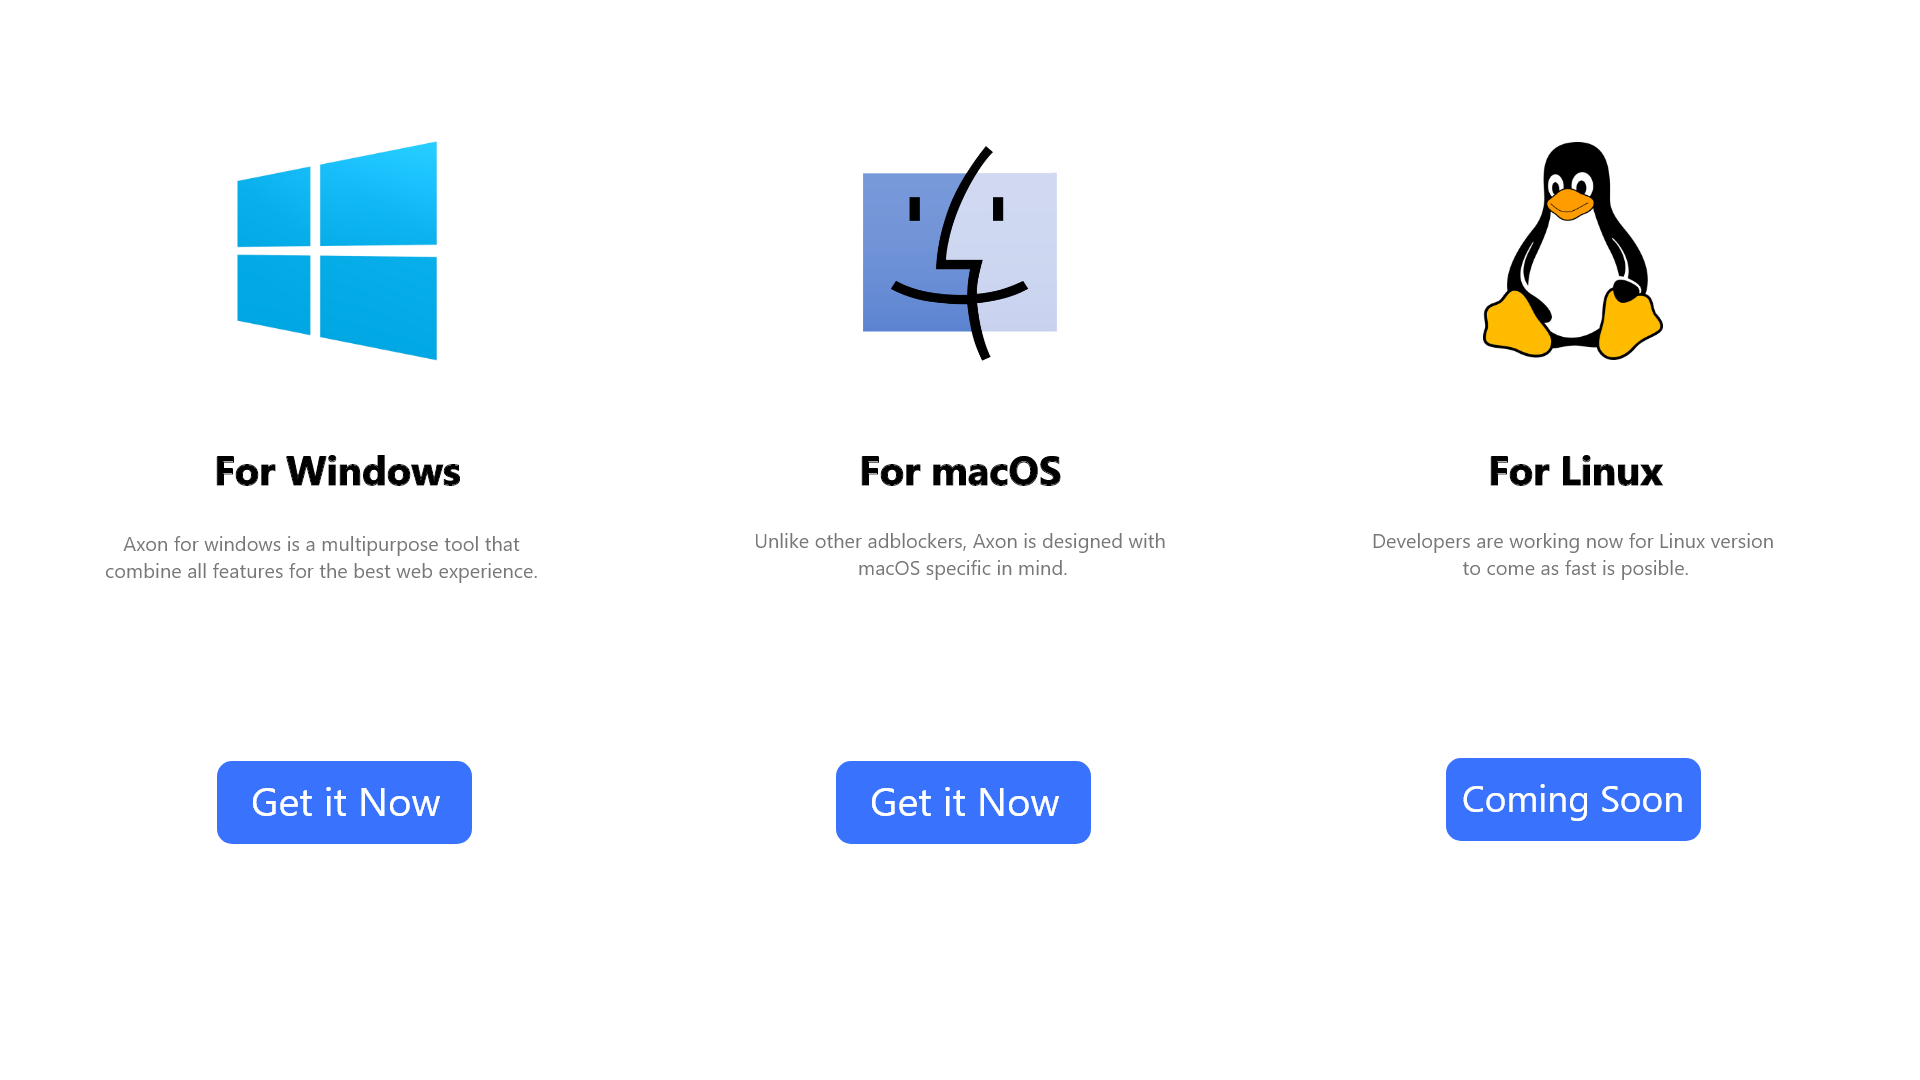 For Windows
Axon for windows is a multipurpose tool that
combine all features for the best web experience.
Get it Now
For macOS
Unlike other adblockers, Axon is designed with
macOS specific in mind.
Get it Now
For Linux
Developers are working now for Linux version
to come as fast is posible.
Coming Soon